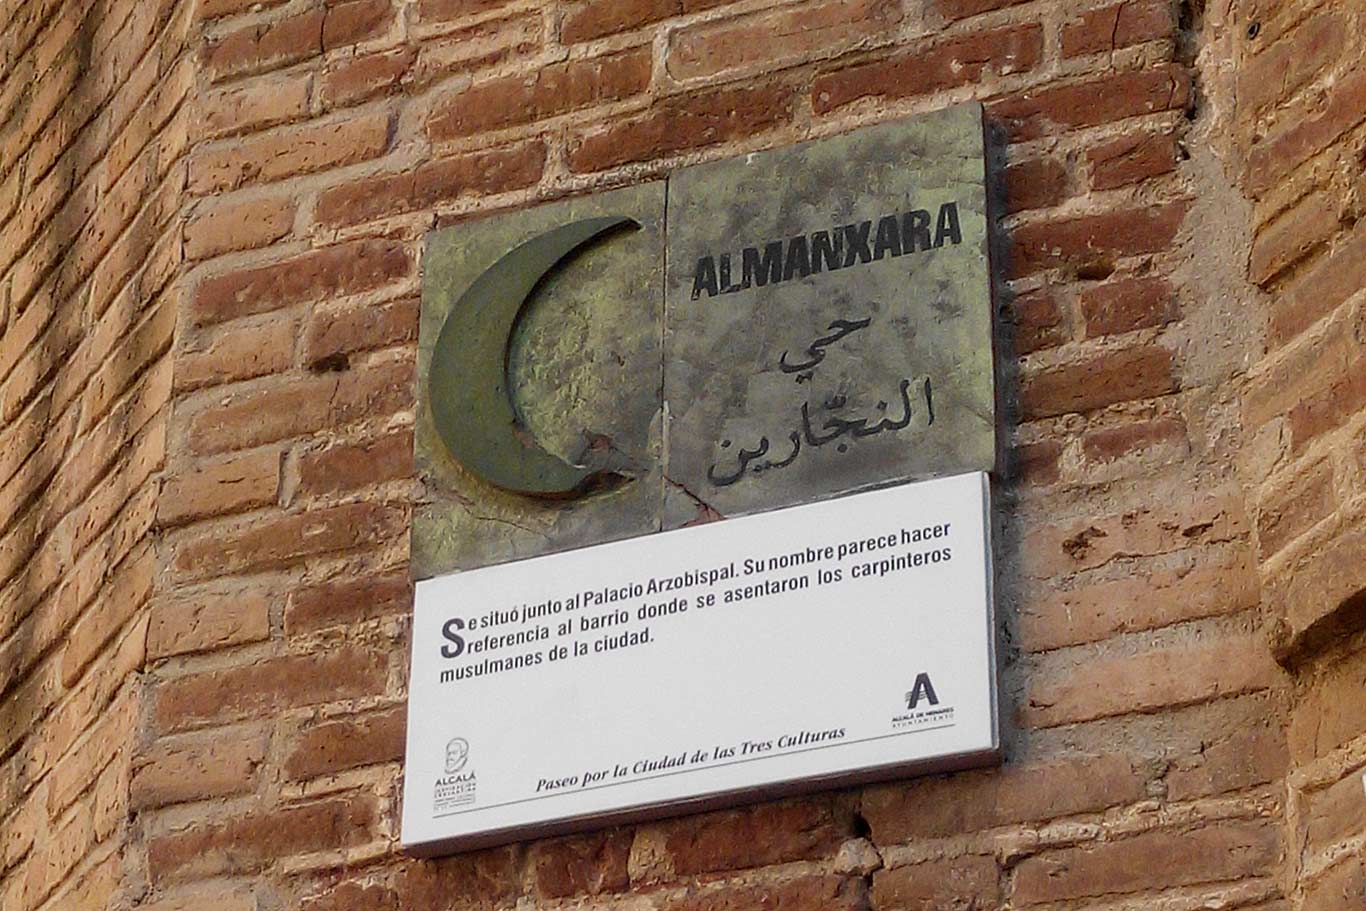 ALMANXARA
حي
النجّارين
Se situó junto al Palacio Arzobispal. Su nombre parece hacer
referencia al barrio donde se asentaron los carpinteros
musulmanes de la ciudad.
A
ALCALÁ DE HENARES
AYUNTAMIENTO
Paseo por la Ciudad de las Tres Culturas
ALCALÁ